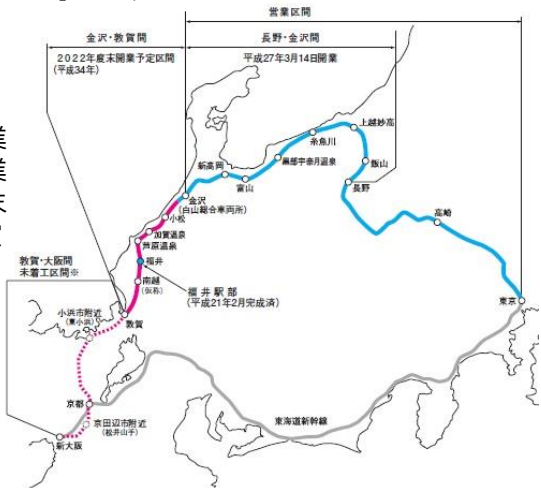 営業区間
金沢・敦賀間
長野・金沢間
2022年度末開業予定区間
(平成34年)
平成27年3月14日開業
上越妙高
糸魚川
飯山
黒部宇奈月温泉
新高岡
富山
長野
金沢
(白山総合車両所)
高崎
小松
加賀温泉
芦原温泉
福井
敦賀・大阪間
未着工区間※
南越
(仮称)
福井駅部
(平成21年2月完成済)
東京
小浜市附近
(東小浜)
敦賀
京都
京田辺市附近
(松井山手)
東海道新幹線
新大阪
業
業